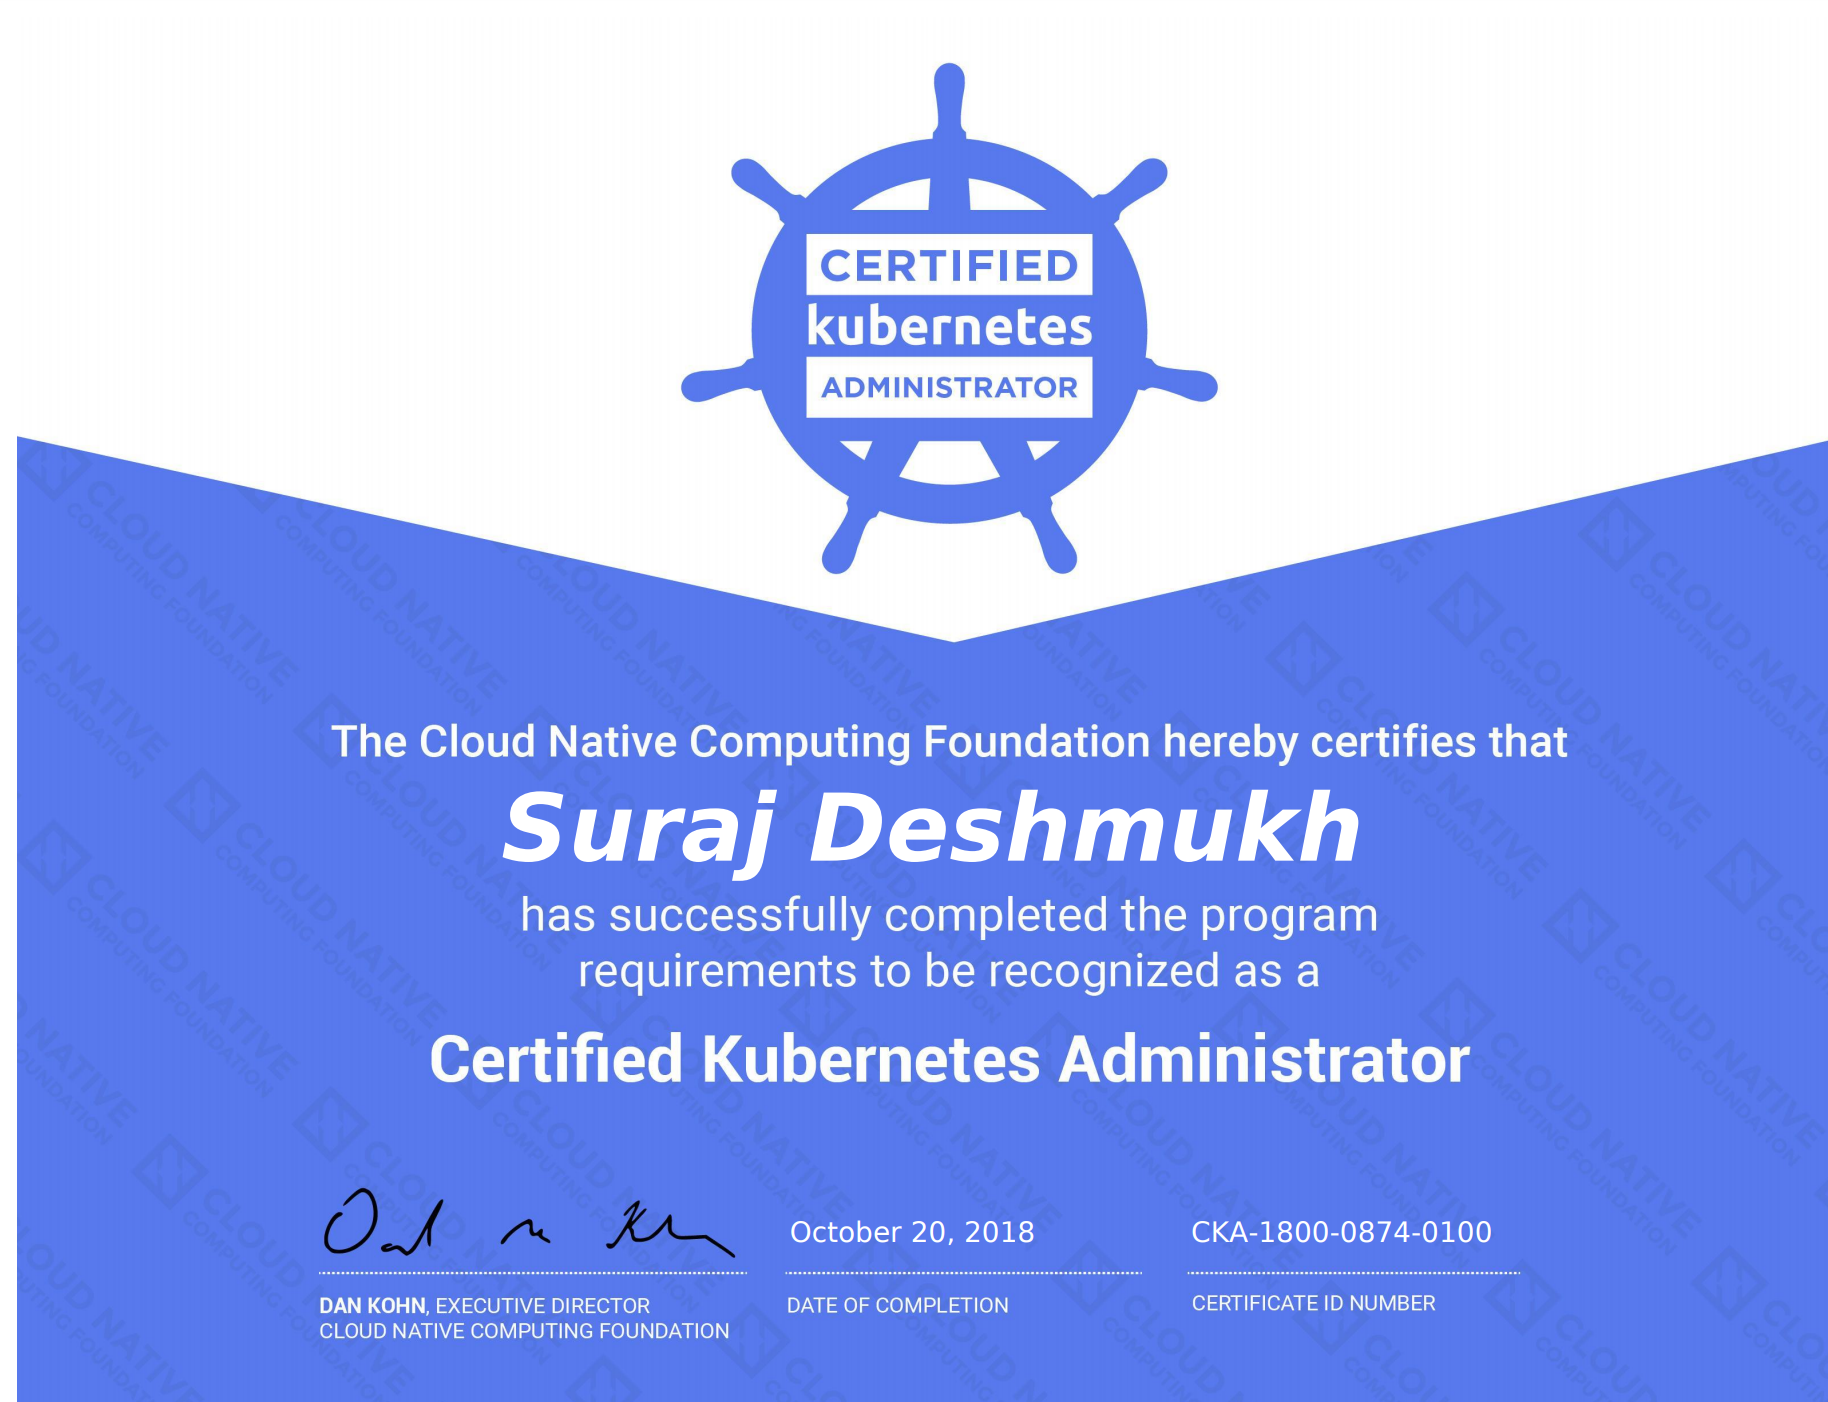 CERTIFIED
kubernetes
ADMINISTRATOR
The Cloud Native Computing Foundation hereby certifies that
Suraj Deshmukh
has successfully completed the program
requirements to be recognized as a
Certified Kubernetes Administrator
October 20, 2018
CKA-1800-0874-0100
DAN KOHN, EXECUTIVE DIRECTOR
CLOUD NATIVE COMPUTING FOUNDATION
DATE OF COMPLETION
CERTIFICATE ID NUMBER
CLOUD NATIVE
COMPUTING FOUNDATION